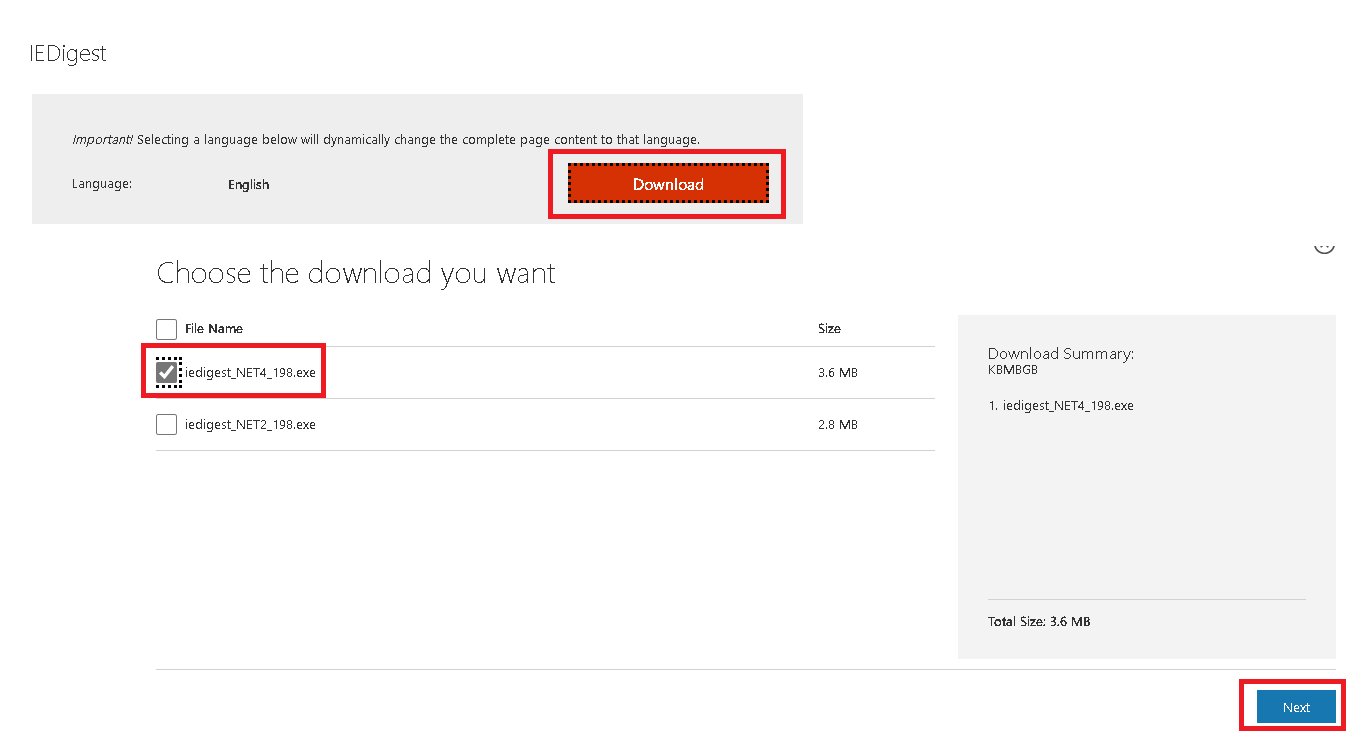 IEDigest
Important! Selecting a language below will dynamically change the complete page content to that language.
Language: English Download
Choose the download you want
File Name Size
iedigest_NET4_198.exe 3.6 MB
iedigest_NET2_198.exe 2.8 MB
Download Summary:
KBMBGB
1. iedigest_NET4_198.exe
Total Size: 3.6 MB
Next